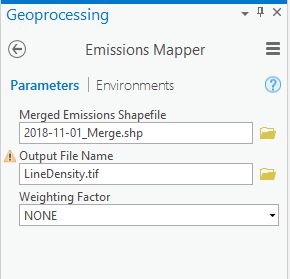 Geoprocessing
Emissions Mapper
Parameters | Environments
Merged Emissions Shapefile
2018-11-01_Merge.shp
Output File Name
LineDensity.tif
Weighting Factor
NONE